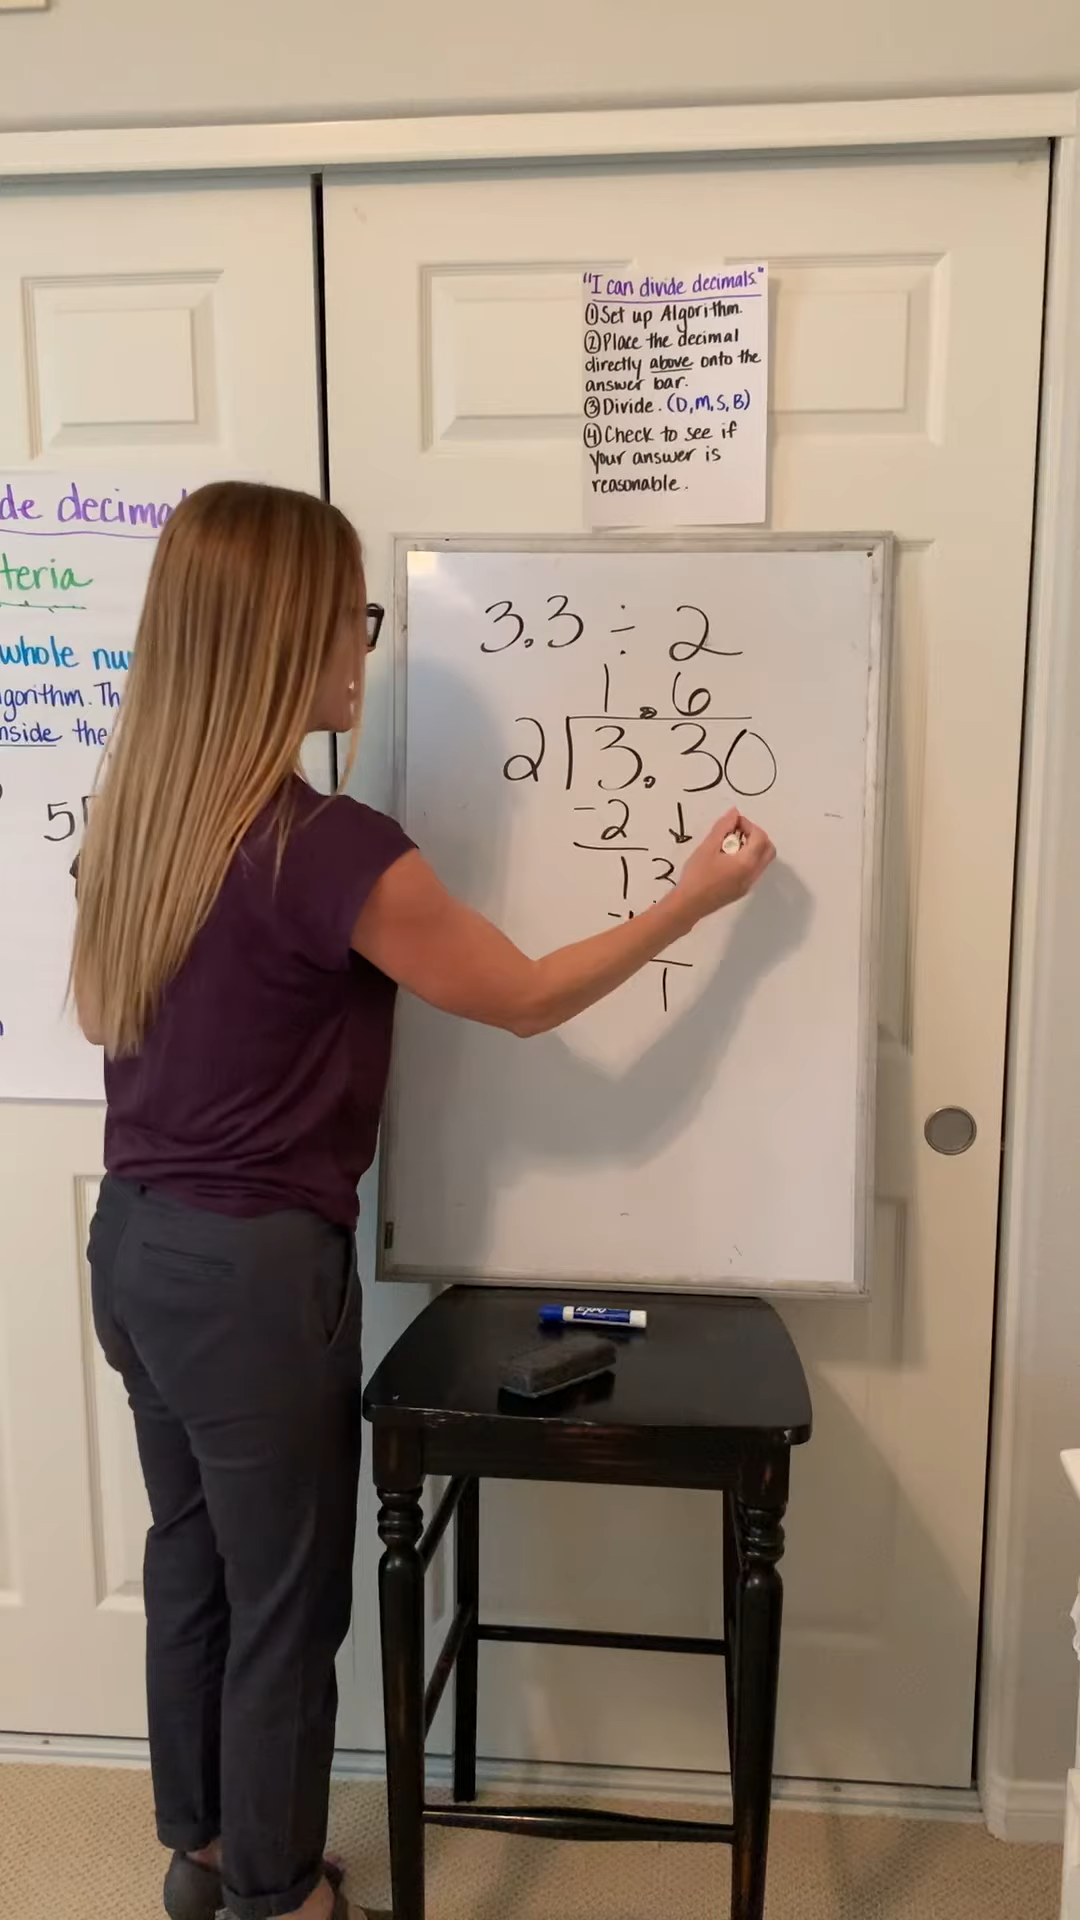 "I can divide decimals."
①Set up Algorithm.
②Place the decimal
directly above onto the
answer bar.
③Divide. (D,M,S,B)
④Check to see if
your answer is
reasonable.
de decima
teria
whole nu
gorithm. Th
nside the
5
3.3 ÷ 2
1.6
2 3.30
-2 ↓
13
-1
1
EXPO